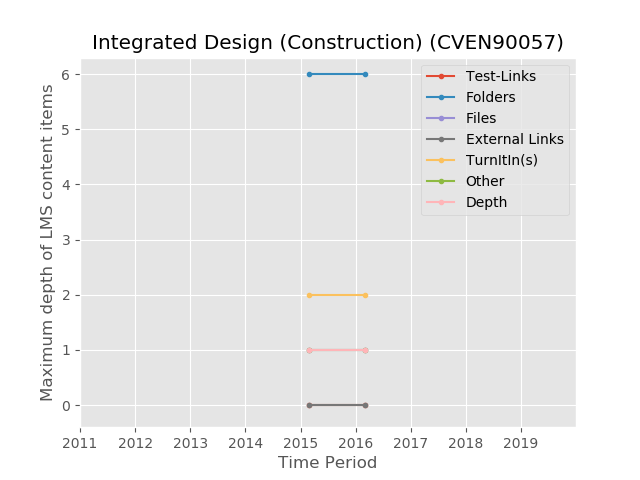 Integrated Design (Construction) (CVEN90057)
Maximum depth of LMS content items
6
5
4
3
2
1
0
Test-Links
Folders
Files
External Links
TurnItIn(s)
Other
Depth
2011 2012 2013 2014 2015 2016 2017 2018 2019
Time Period